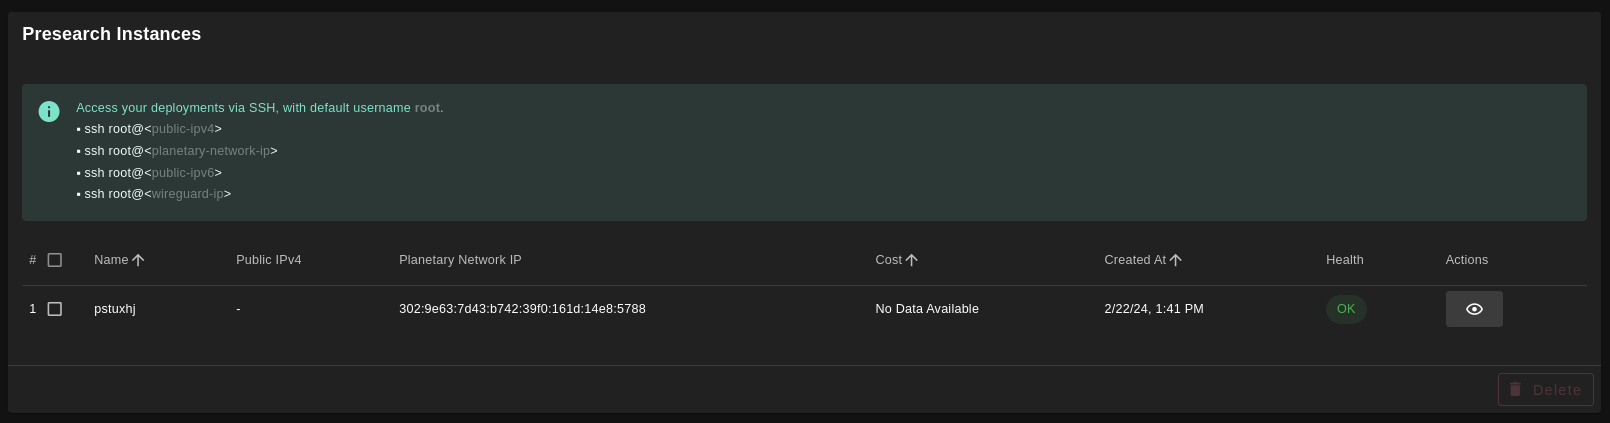 Presearch Instances
Access your deployments via SSH, with default username root.
▪ ssh root@<public-ipv4>
▪ ssh root@<planetary-network-ip>
▪ ssh root@<public-ipv6>
▪ ssh root@<wireguard-ip>
# Name Public IPv4 Planetary Network IP Cost Created At Health Actions
1 pstuxhj - 302:9e63:7d43:b742:39f0:161d:14e8:5788 No Data Available 2/22/24, 1:41 PM OK
Delete